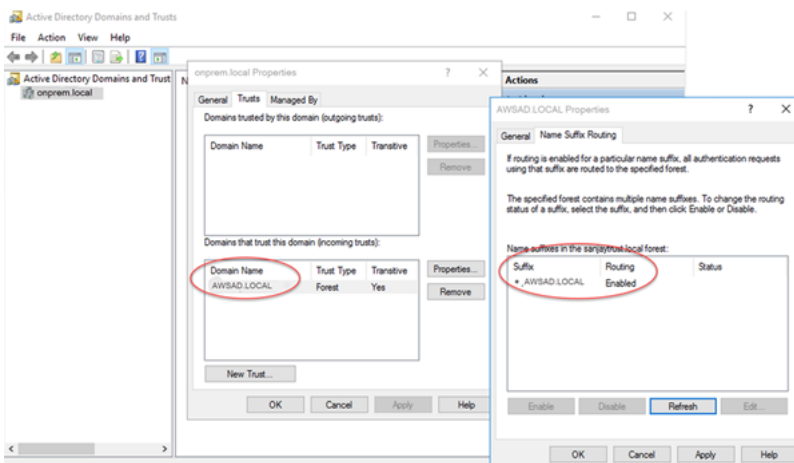 Active Directory Domains and Trusts
File Action View Help
Active Directory Domains and Trust
onprem.local
N
onprem.local Properties
General Trusts Managed By
Domains trusted by this domain (outgoing trusts):
Domain Name Trust Type Transitive
Properties...
Remove
Domains that trust this domain (incoming trusts):
Domain Name Trust Type Transitive
AWSAD.LOCAL Forest Yes
Properties...
Remove
New Trust...
OK Cancel Apply Help
Actions
AWSAD.LOCAL Properties
General Name Suffix Routing
If routing is enabled for a particular name suffix, all authentication requests
using that suffix are routed to the specified forest.
The specified forest contains multiple name suffixes. To change the routing
status of a suffix, select the suffix, and then click Enable or Disable.
Name suffixes in the sanjaytrust.local forest:
Suffix Routing Status
*.AWSAD.LOCAL Enabled
Enable Disable Refresh Edit...
OK Cancel Apply Help